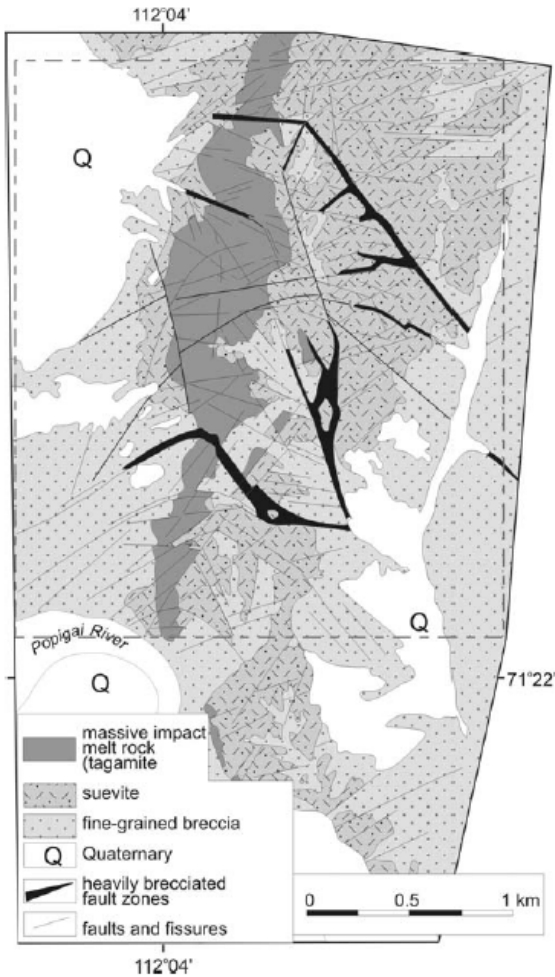 112°04'
Q
Popigai River
Q
Q
71°22'
massive impact
melt rock
(tagamite
suevite
fine-grained breccia
Q
Quaternary
heavily brecciated
fault zones
faults and fissures
0 0.5 1 km
112°04'